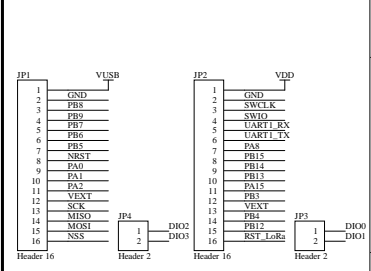 JP1 VUSB
1
2 GND
3 PB8
4 PB9
5 PB7
6 PB6
7 PB5
8 NRST
9 PA0
10 PA1
11 PA2
12 VEXT
13 SCK
14 MISO
15 MOSI
16 NSS
Header 16
JP4
1 DIO2
2 DIO3
Header 2
JP2 VDD
1
2 GND
3 SWCLK
4 SWIO
5 UART1_RX
6 UART1_TX
7 PA8
8 PB15
9 PB14
10 PB13
11 PA15
12 PB3
13 VEXT
14 PB4
15 PB12
16 RST_LoRa
Header 16
JP3
1 DIO0
2 DIO1
Header 2